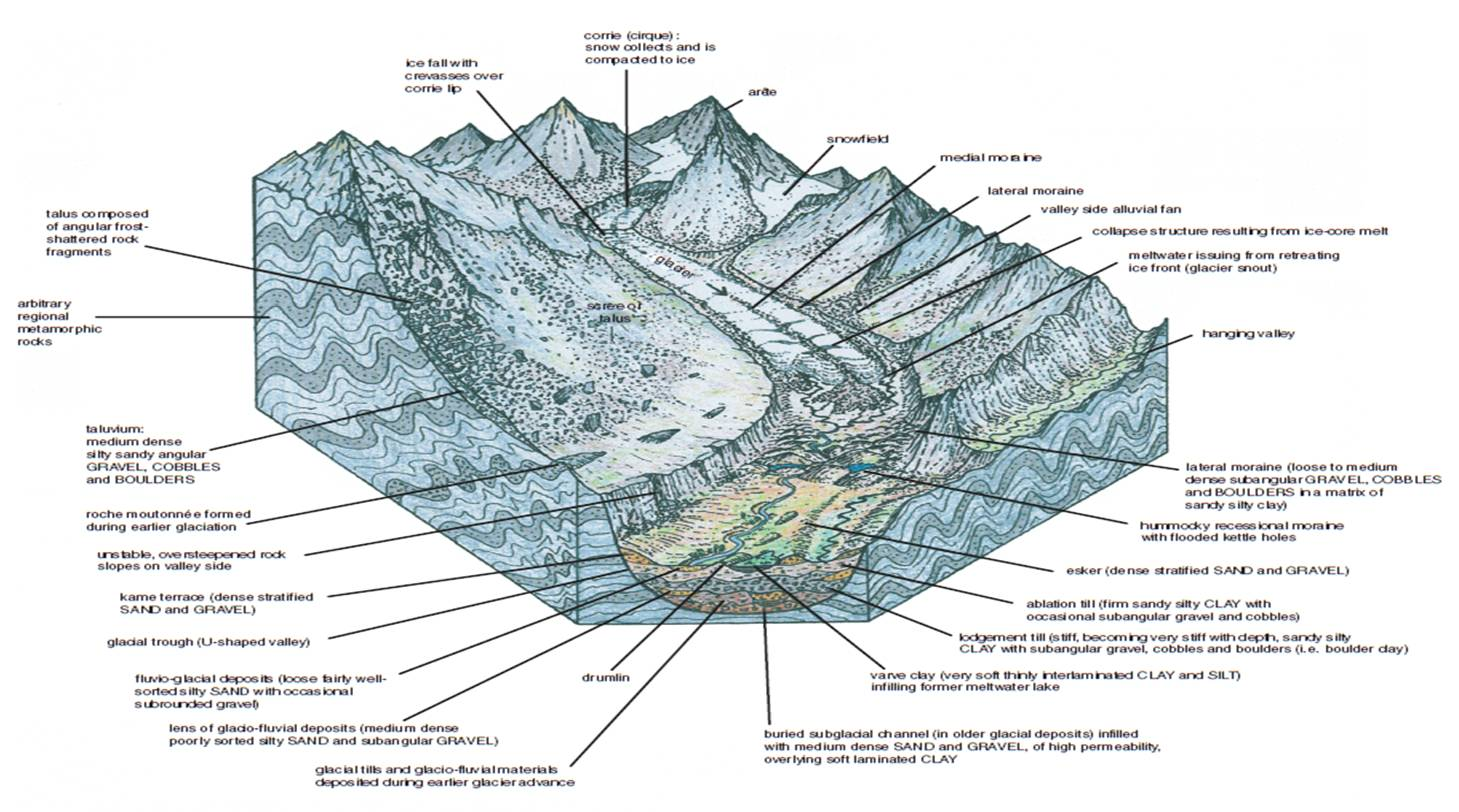 corrie (cirque) :
snow collects and is
compacted to ice
ice fall with
crevasses over
corrie lip
arête
snowfield
medial moraine
lateral moraine
valley side alluvial fan
collapse structure resulting from ice-core melt
meltwater issuing from retreating
ice front (glacier snout)
hanging valley
talus composed
of angular frost-
shattered rock
fragments
glacier
scree or
talus
arbitrary
regional
metamorphic
rocks
taluvium:
medium dense
silty sandy angular
GRAVEL, COBBLES
and BOULDERS
lateral moraine (loose to medium
dense subangular GRAVEL, COBBLES
and BOULDERS in a matrix of
sandy silty clay)
roche moutonnée formed
during earlier glaciation
hummocky recessional moraine
with flooded kettle holes
unstable, oversteepened rock
slopes on valley side
esker (dense stratified SAND and GRAVEL)
kame terrace (dense stratified
SAND and GRAVEL)
ablation till (firm sandy silty CLAY with
occasional subangular gravel and cobbles)
glacial trough (U-shaped valley)
lodgement till (stiff, becoming very stiff with depth, sandy silty
CLAY with subangular gravel, cobbles and boulders (i.e. boulder clay)
fluvio-glacial deposits (loose fairly well-
sorted silty SAND with occasional
subrounded gravel)
drumlin
varve clay (very soft thinly interlaminated CLAY and SILT)
infilling former meltwater lake
lens of glacio-fluvial deposits (medium dense
poorly sorted silty SAND and subangular GRAVEL)
buried subglacial channel (in older glacial deposits) infilled
with medium dense SAND and GRAVEL, of high permeability,
overlying soft laminated CLAY
glacial tills and glacio-fluvial materials
deposited during earlier glacier advance